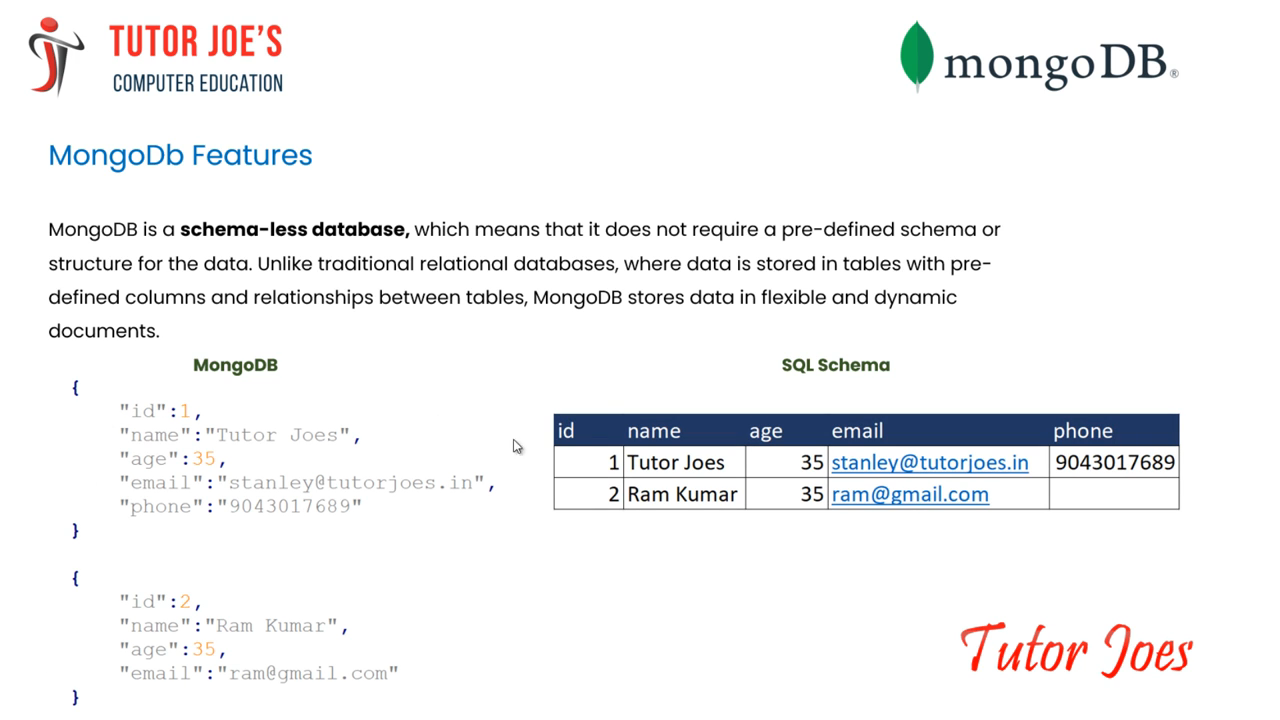 TUTOR JOE'S
COMPUTER EDUCATION
mongoDB®
MongoDb Features
MongoDB is a schema-less database, which means that it does not require a pre-defined schema or
structure for the data. Unlike traditional relational databases, where data is stored in tables with pre-
defined columns and relationships between tables, MongoDB stores data in flexible and dynamic
documents.
MongoDB
{
"id":1,
"name":"Tutor Joes",
"age":35,
"email":"stanley@tutorjoes.in",
"phone":"9043017689"
}
{
"id":2,
"name":"Ram Kumar",
"age":35,
"email":"ram@gmail.com"
}
SQL Schema
id name age email phone
1 Tutor Joes 35 stanley@tutorjoes.in 9043017689
2 Ram Kumar 35 ram@gmail.com
Tutor Joes